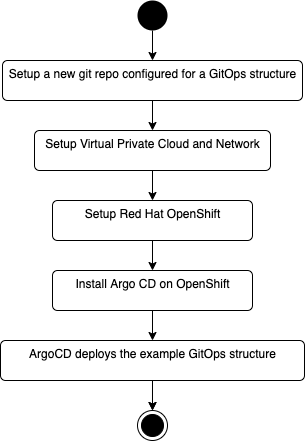 Setup a new git repo configured for a GitOps structure
Setup Virtual Private Cloud and Network
Setup Red Hat OpenShift
Install Argo CD on OpenShift
ArgoCD deploys the example GitOps structure